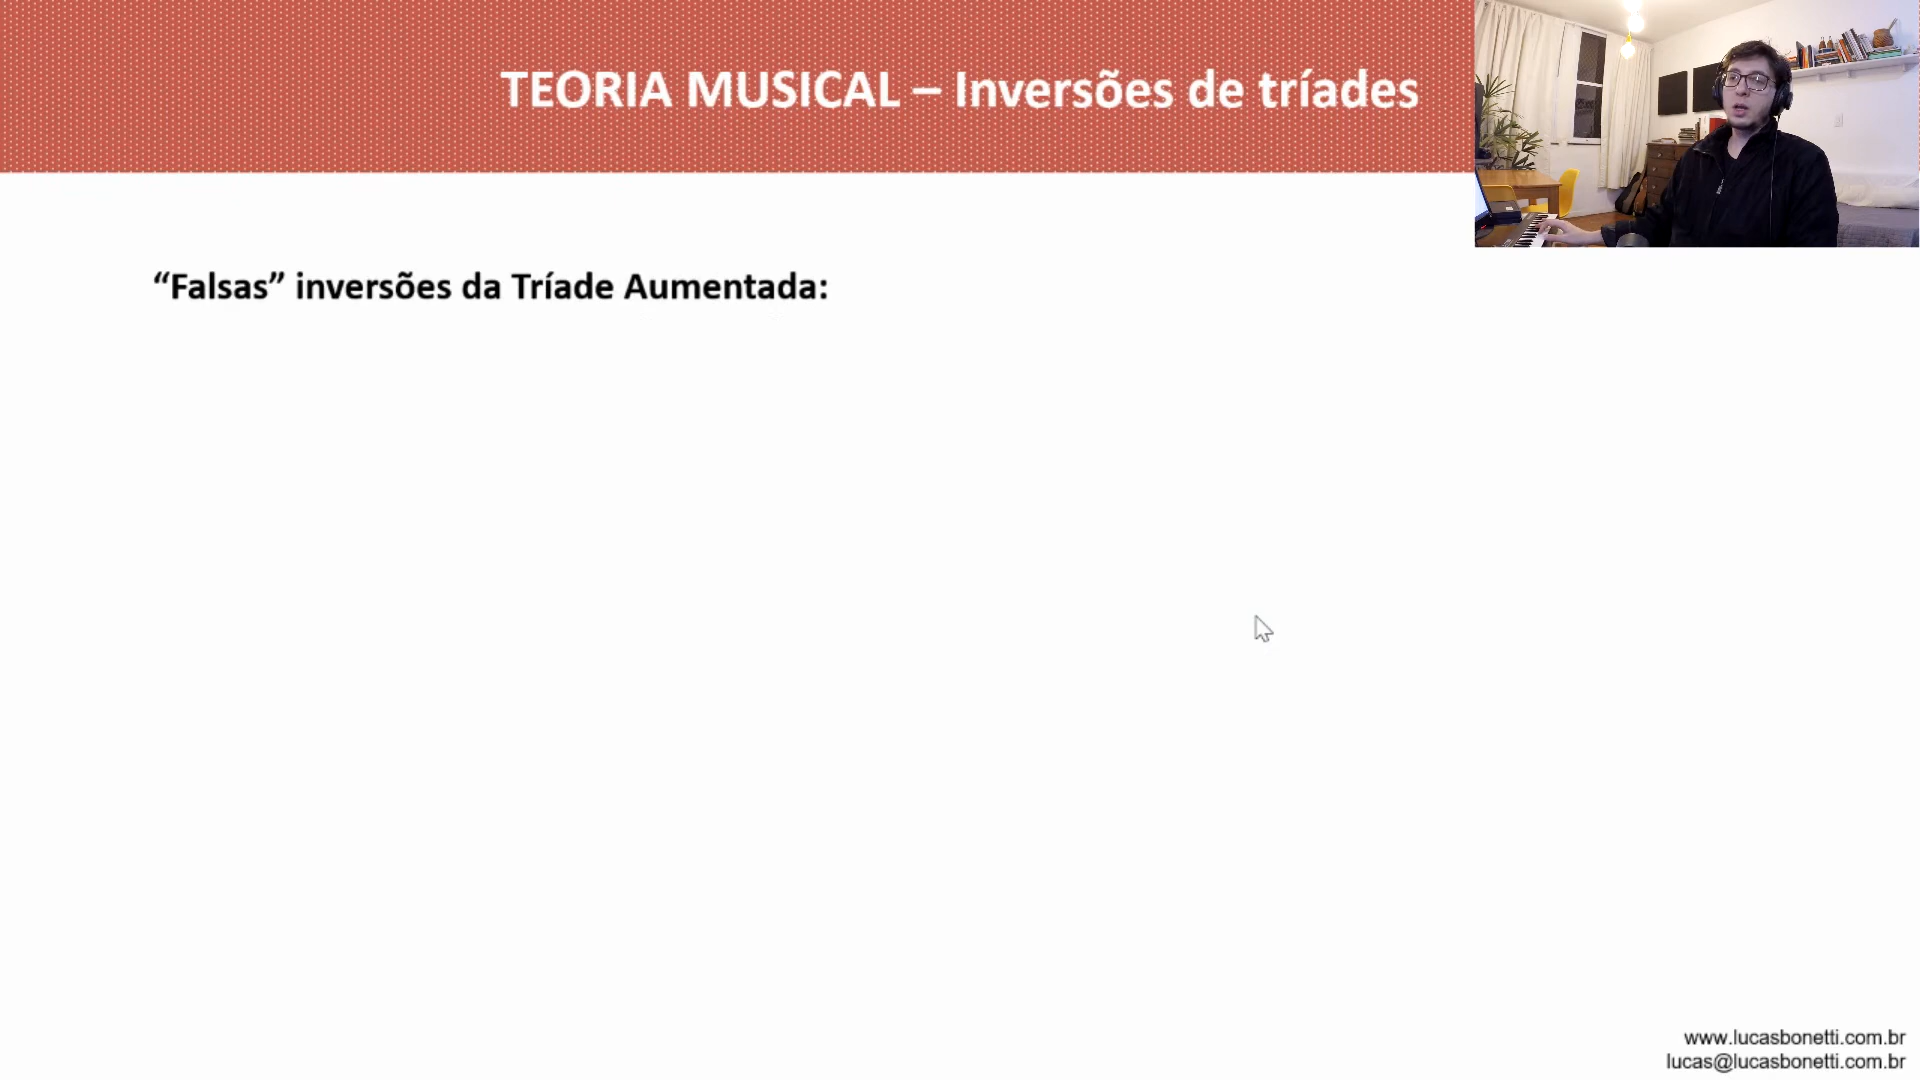 TEORIA MUSICAL – Inversões de tríades
“Falsas” inversões da Tríade Aumentada:
www.lucasbonetti.com.br
lucas@lucasbonetti.com.br